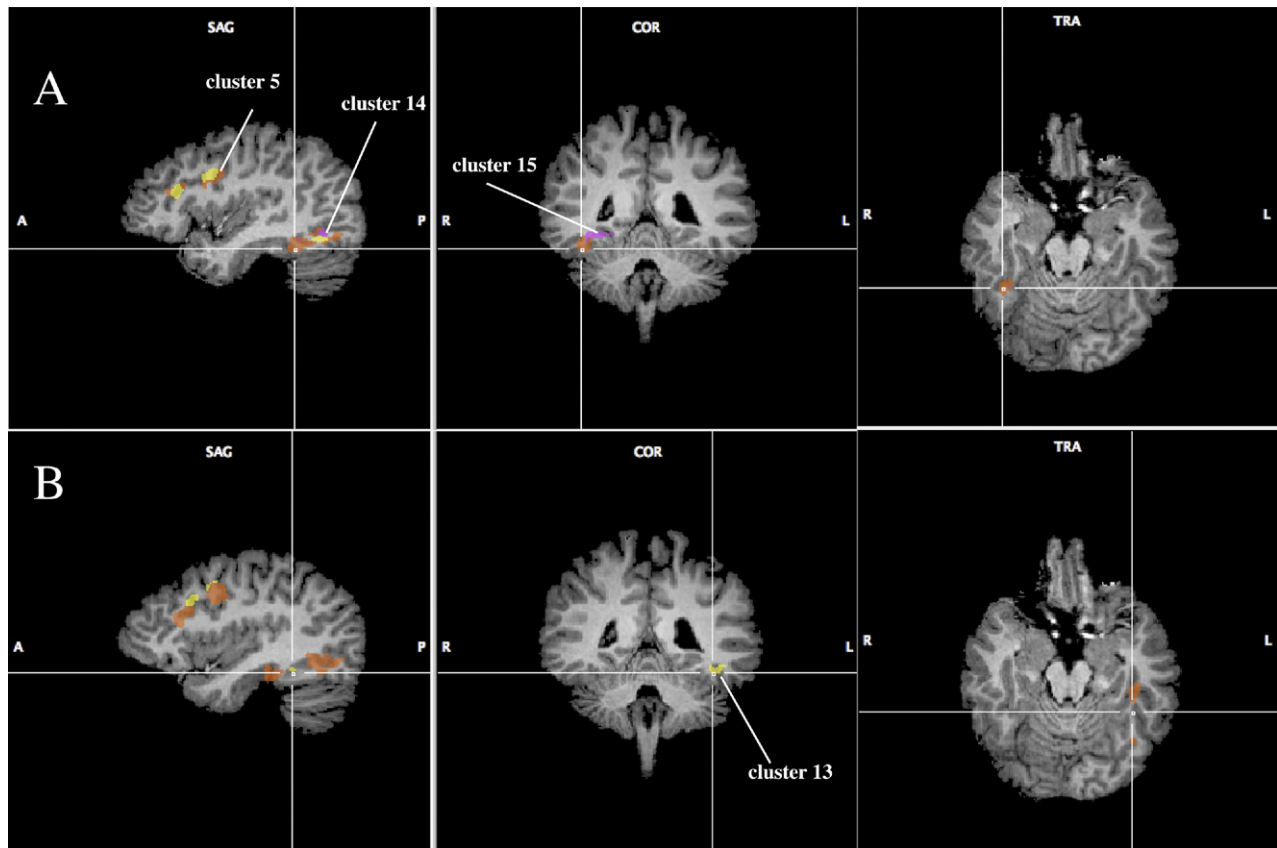 SAG
COR
TRA
A
cluster 5
cluster 14
cluster 15
A
P
R
L
R
L
SAG
COR
TRA
B
A
P
R
L
R
L
cluster 13